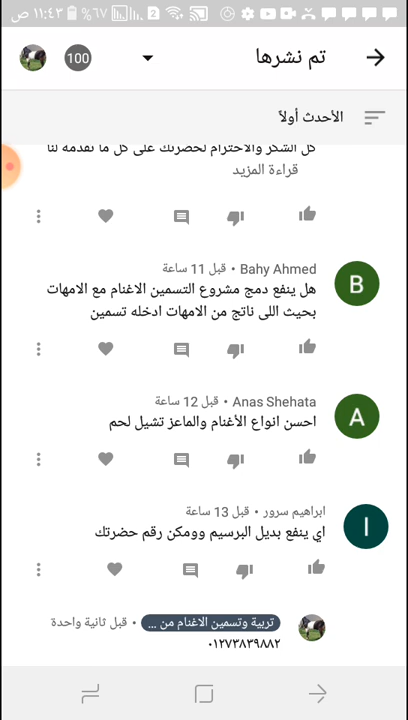 ١١:٤٣ ص ٦٧٪ 2
تم نشرها
100
الأحدث أولاً
كل الشكر والاحترام لحضرتك على كل ما تقدمه لنا
قراءة المزيد
Bahy Ahmed • قبل 11 ساعة
هل ينفع دمج مشروع التسمين الاغنام مع الامهات
بحيث اللى ناتج من الامهات ادخله تسمين
B
Anas Shehata • قبل 12 ساعة
احسن انواع الأغنام والماعز تشيل لحم
A
ابراهيم سرور • قبل 13 ساعة
اي ينفع بديل البرسيم وومكن رقم حضرتك
I
تربية وتسمين الاغنام من ... • قبل ثانية واحدة
٠١٢٧٣٨٣٩٨٨٢